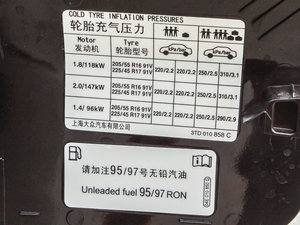 COLD TYRE INFLATION PRESSURES
轮胎充气压力
Motor 发动机 Tyre 轮胎型号 kPa/bar kPa/bar
1.8/118kW 205/55 R16 91V 225/45 R17 91V 220/2.2 220/2.2 250/2.5 310/3.1
2.0/147kW 205/55 R16 91V 225/45 R17 91V 220/2.2 220/2.2 250/2.5 310/3.1
1.4/ 96kW 205/55 R16 91V 225/45 R17 91V 220/2.2 220/2.2 250/2.5 290/2.9
上海大众汽车有限公司 3TD 010 858 C
请加注95/97号无铅汽油
Unleaded fuel 95/97 RON